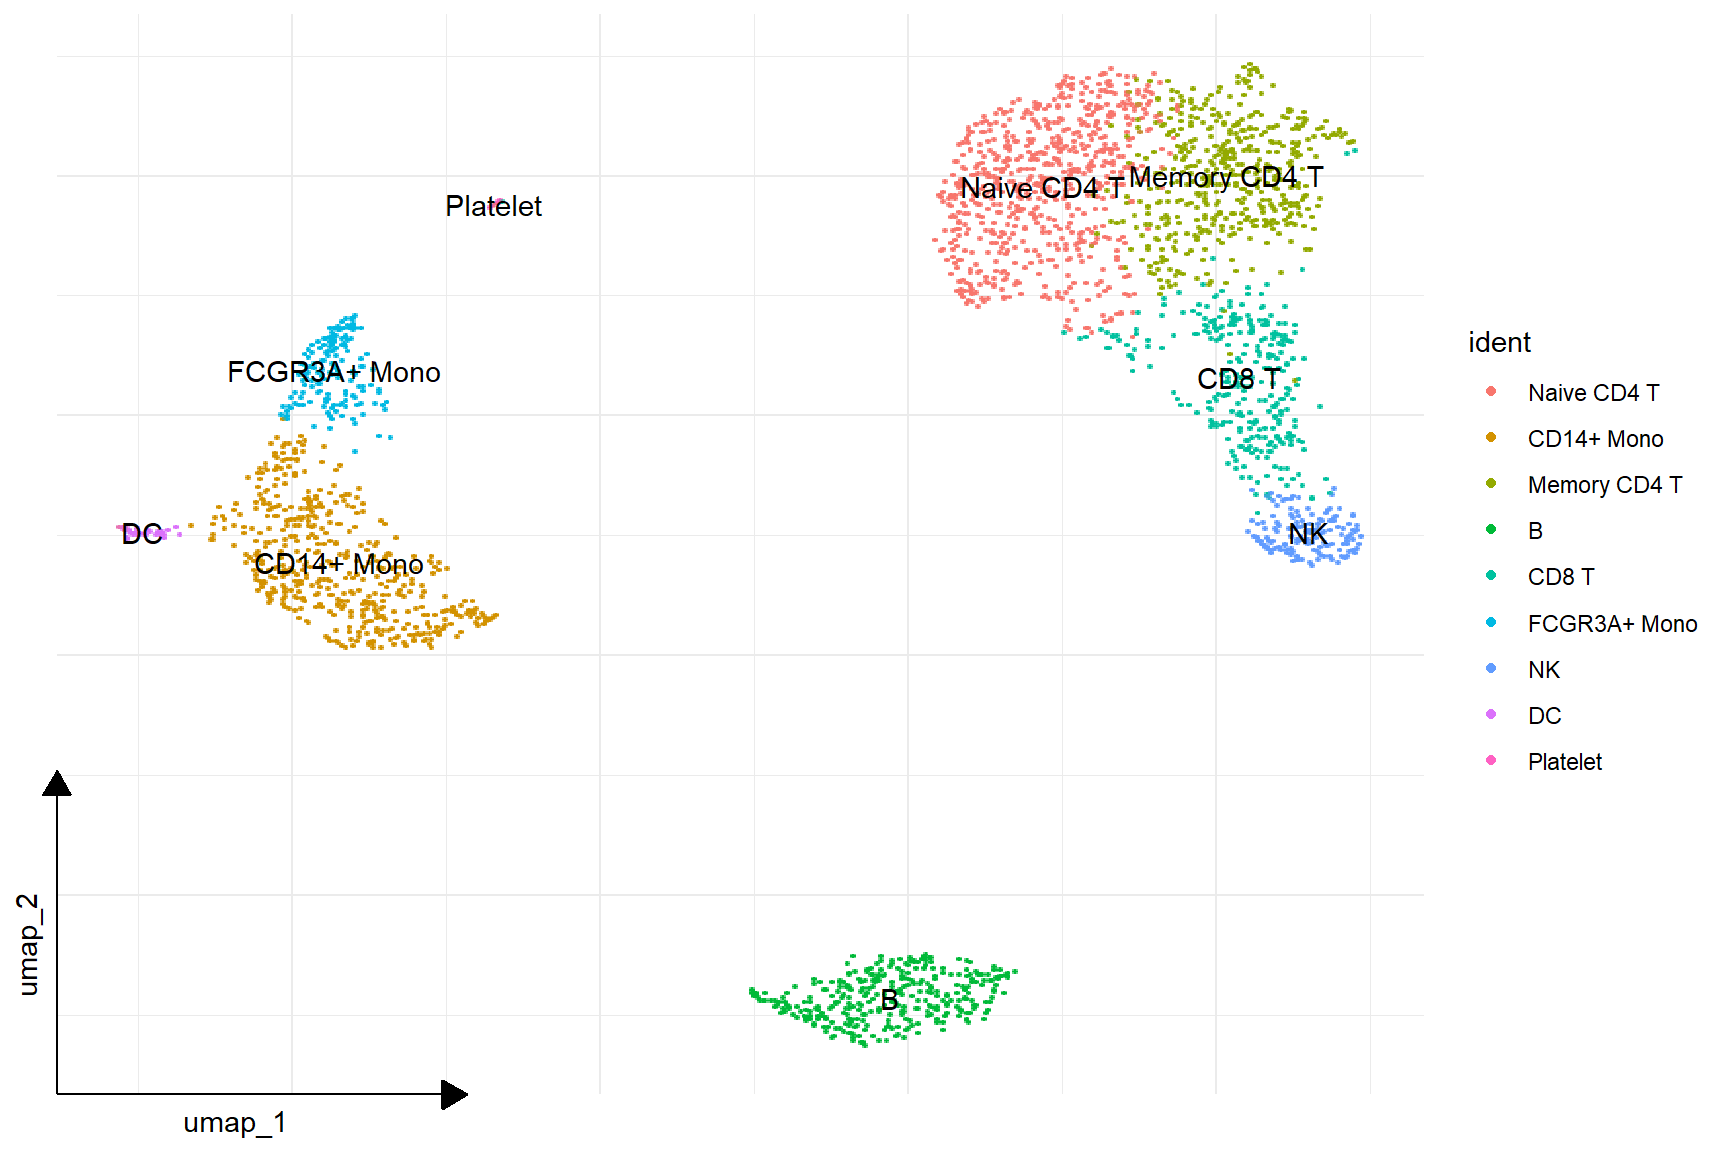 Naive CD4 T
Memory CD4 T
Platelet
FCGR3A+ Mono
CD8 T
DC
NK
CD14+ Mono
B
umap_2
umap_1
ident
Naive CD4 T
CD14+ Mono
Memory CD4 T
B
CD8 T
FCGR3A+ Mono
NK
DC
Platelet